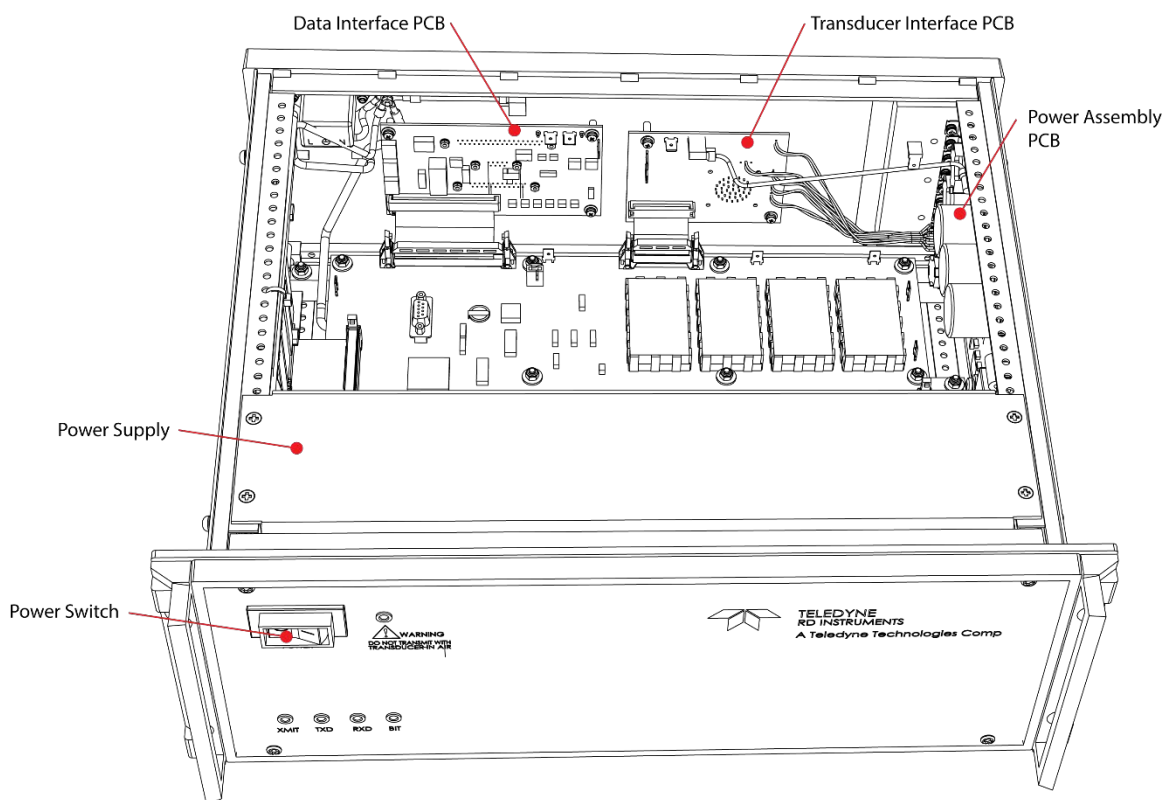 Data Interface PCB
Transducer Interface PCB
Power Assembly
PCB
Power Supply
Power Switch
WARNING
DO NOT TRANSMIT WITH
TRANSDUCER IN AIR
TELEDYNE
RD INSTRUMENTS
A Teledyne Technologies Comp
XMIT TXD RXD BIT